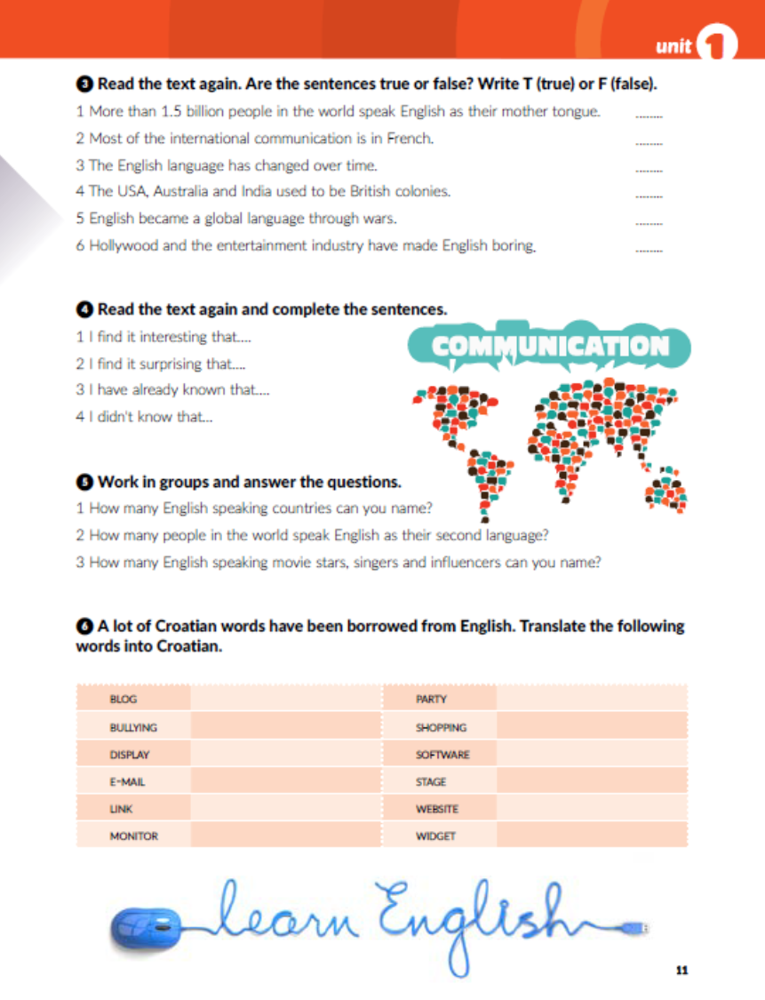 unit 1
3 Read the text again. Are the sentences true or false? Write T (true) or F (false).
1 More than 1.5 billion people in the world speak English as their mother tongue. ..........
2 Most of the international communication is in French. ..........
3 The English language has changed over time. ..........
4 The USA, Australia and India used to be British colonies. ..........
5 English became a global language through wars. ..........
6 Hollywood and the entertainment industry have made English boring. ..........
4 Read the text again and complete the sentences.
1 I find it interesting that....
2 I find it surprising that....
3 I have already known that....
4 I didn't know that...
COMMUNICATION
5 Work in groups and answer the questions.
1 How many English speaking countries can you name?
2 How many people in the world speak English as their second language?
3 How many English speaking movie stars, singers and influencers can you name?
6 A lot of Croatian words have been borrowed from English. Translate the following
words into Croatian.
BLOG PARTY
BULLYING SHOPPING
DISPLAY SOFTWARE
E-MAIL STAGE
LINK WEBSITE
MONITOR WIDGET
learn English
11